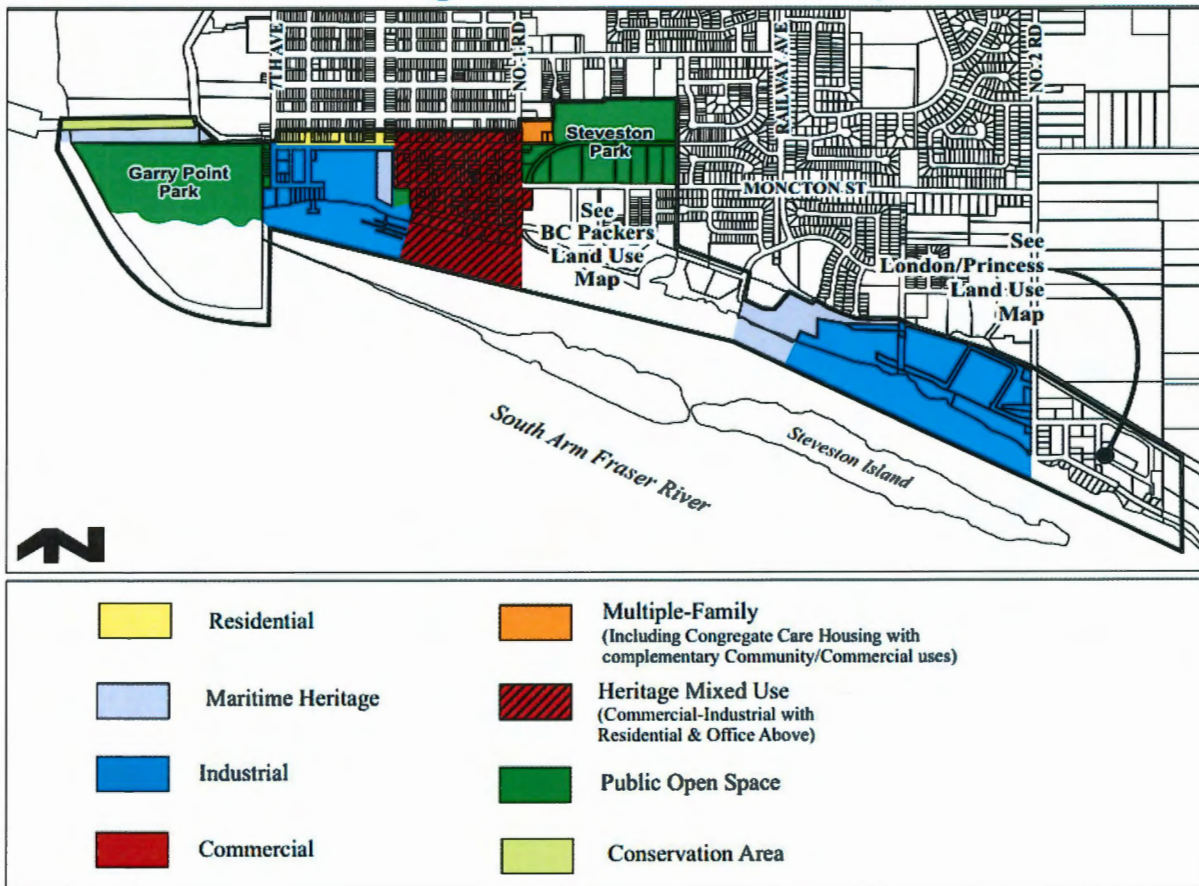 7TH AVE
NO. 1 RD
RAILWAY AVE
NO. 2 RD
Garry Point
Park
Steveston
Park
MONCTON ST
See
BC Packers
Land Use
Map
See
London/Princess
Land Use
Map
South Arm Fraser River
Steveston Island
N
Residential
Maritime Heritage
Industrial
Commercial
Multiple-Family
(Including Congregate Care Housing with
complementary Community/Commercial uses)
Heritage Mixed Use
(Commercial-Industrial with
Residential & Office Above)
Public Open Space
Conservation Area